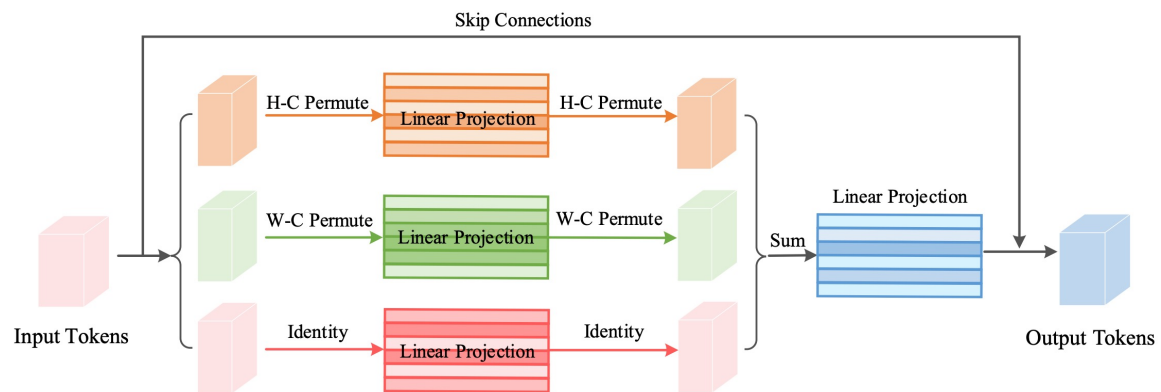 Skip Connections
H-C Permute
Linear Projection
H-C Permute
W-C Permute
Linear Projection
W-C Permute
Identity
Linear Projection
Identity
Input Tokens
Sum
Linear Projection
Output Tokens